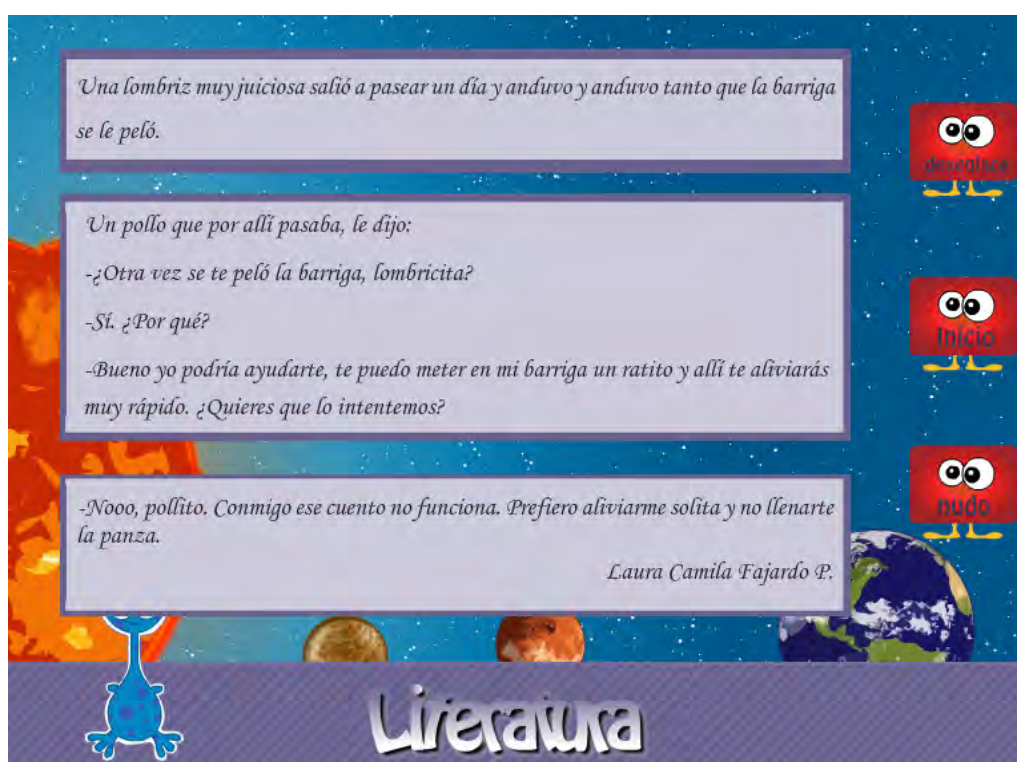 Una lombriz muy juiciosa salió a pasear un día y anduvo y anduvo tanto que la barriga
se le peló.
Un pollo que por allí pasaba, le dijo:
-¿Otra vez se te peló la barriga, lombricita?
-Sí. ¿Por qué?
-Bueno yo podría ayudarte, te puedo meter en mi barriga un ratito y allí te aliviarás
muy rápido. ¿Quieres que lo intentemos?
-Nooo, pollito. Conmigo ese cuento no funciona. Prefiero aliviarme solita y no llenarte
la panza.
Laura Camila Fajardo P.
desenlace
Inicio
nudo
Literatura